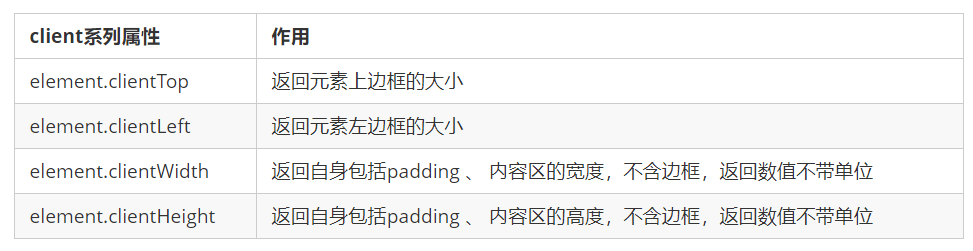 client系列属性 作用
element.clientTop 返回元素上边框的大小
element.clientLeft 返回元素左边框的大小
element.clientWidth 返回自身包括padding 、 内容区的宽度，不含边框，返回数值不带单位
element.clientHeight 返回自身包括padding 、 内容区的高度，不含边框，返回数值不带单位